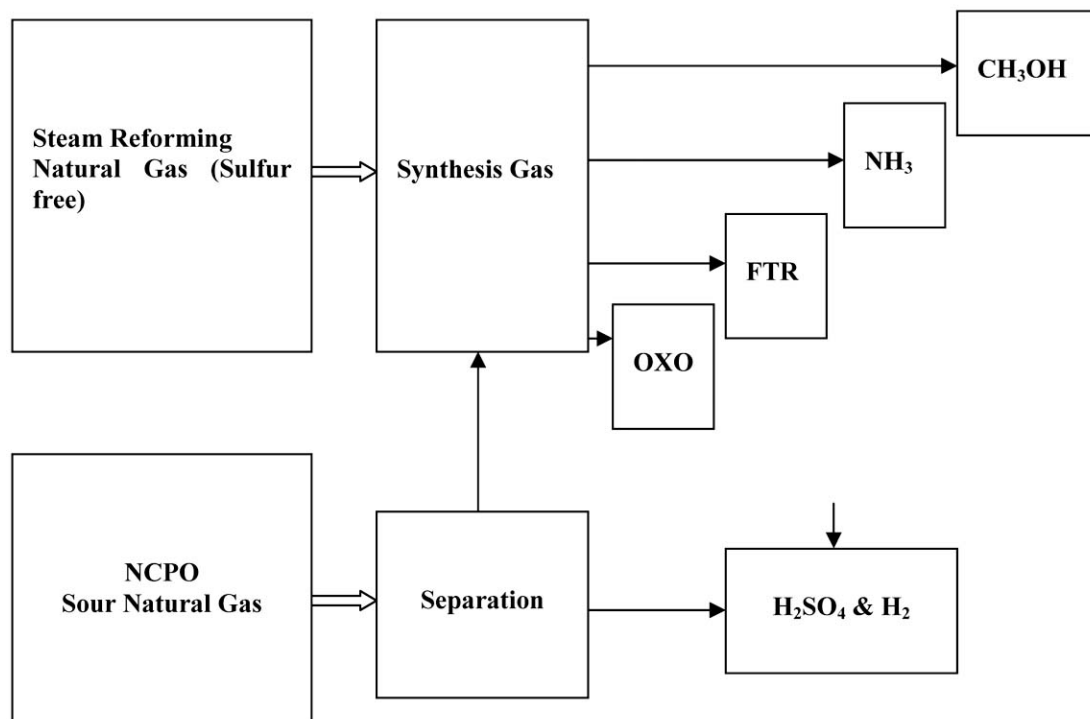 Steam Reforming
Natural Gas (Sulfur
free)
Synthesis Gas
CH₃OH
NH₃
FTR
OXO
NCPO
Sour Natural Gas
Separation
H₂SO₄ & H₂